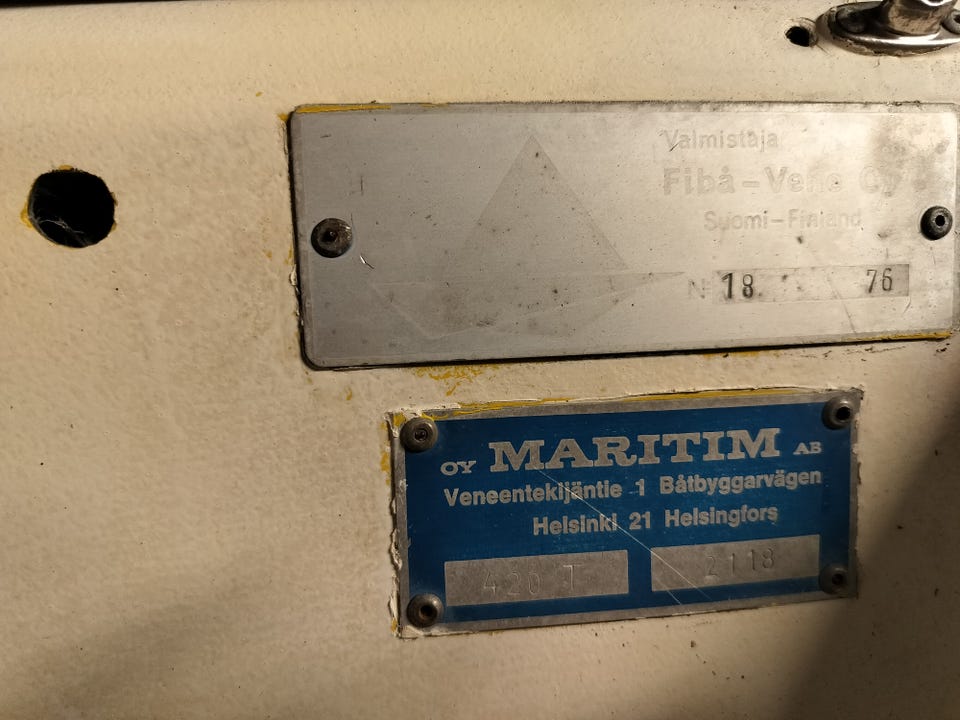 Valmistaja
Fibå-Vene Oy
Suomi-Finland
N: 18. 76
OY MARITIM AB
Veneentekijäntie 1 Båtbyggarvägen
Helsinki 21 Helsingfors
420 T 2118